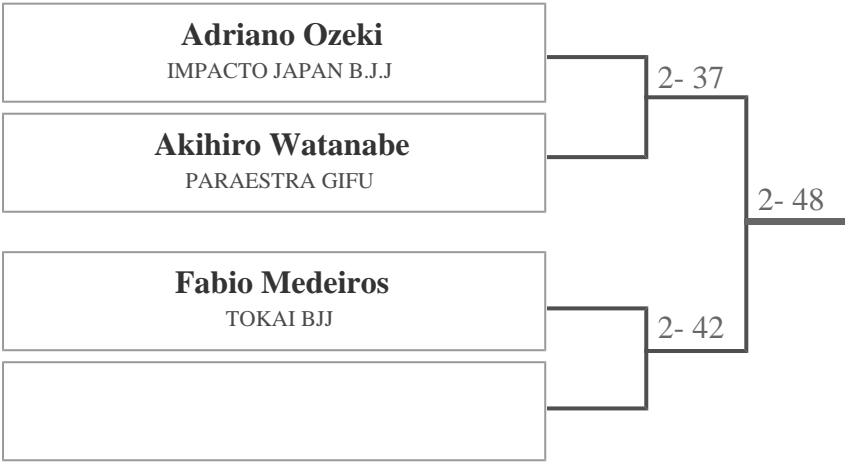 Adriano Ozeki
IMPACTO JAPAN B.J.J
2- 37
Akihiro Watanabe
PARAESTRA GIFU
2- 48
Fabio Medeiros
TOKAI BJJ
2- 42